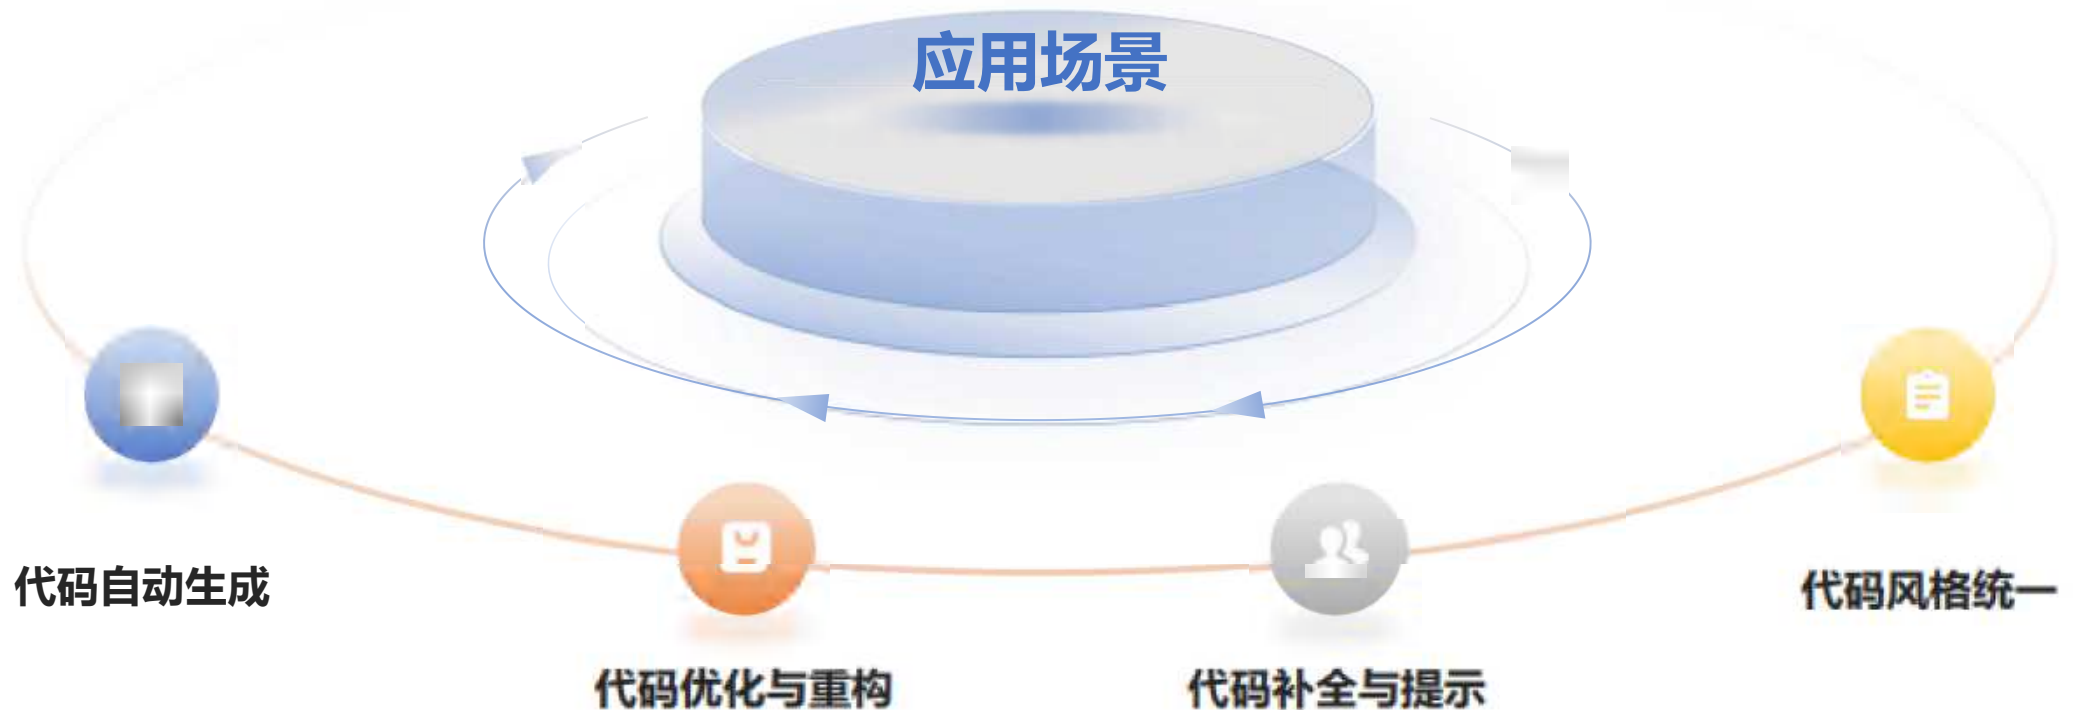 应用场景
代码自动生成
代码优化与重构
代码补全与提示
代码风格统一